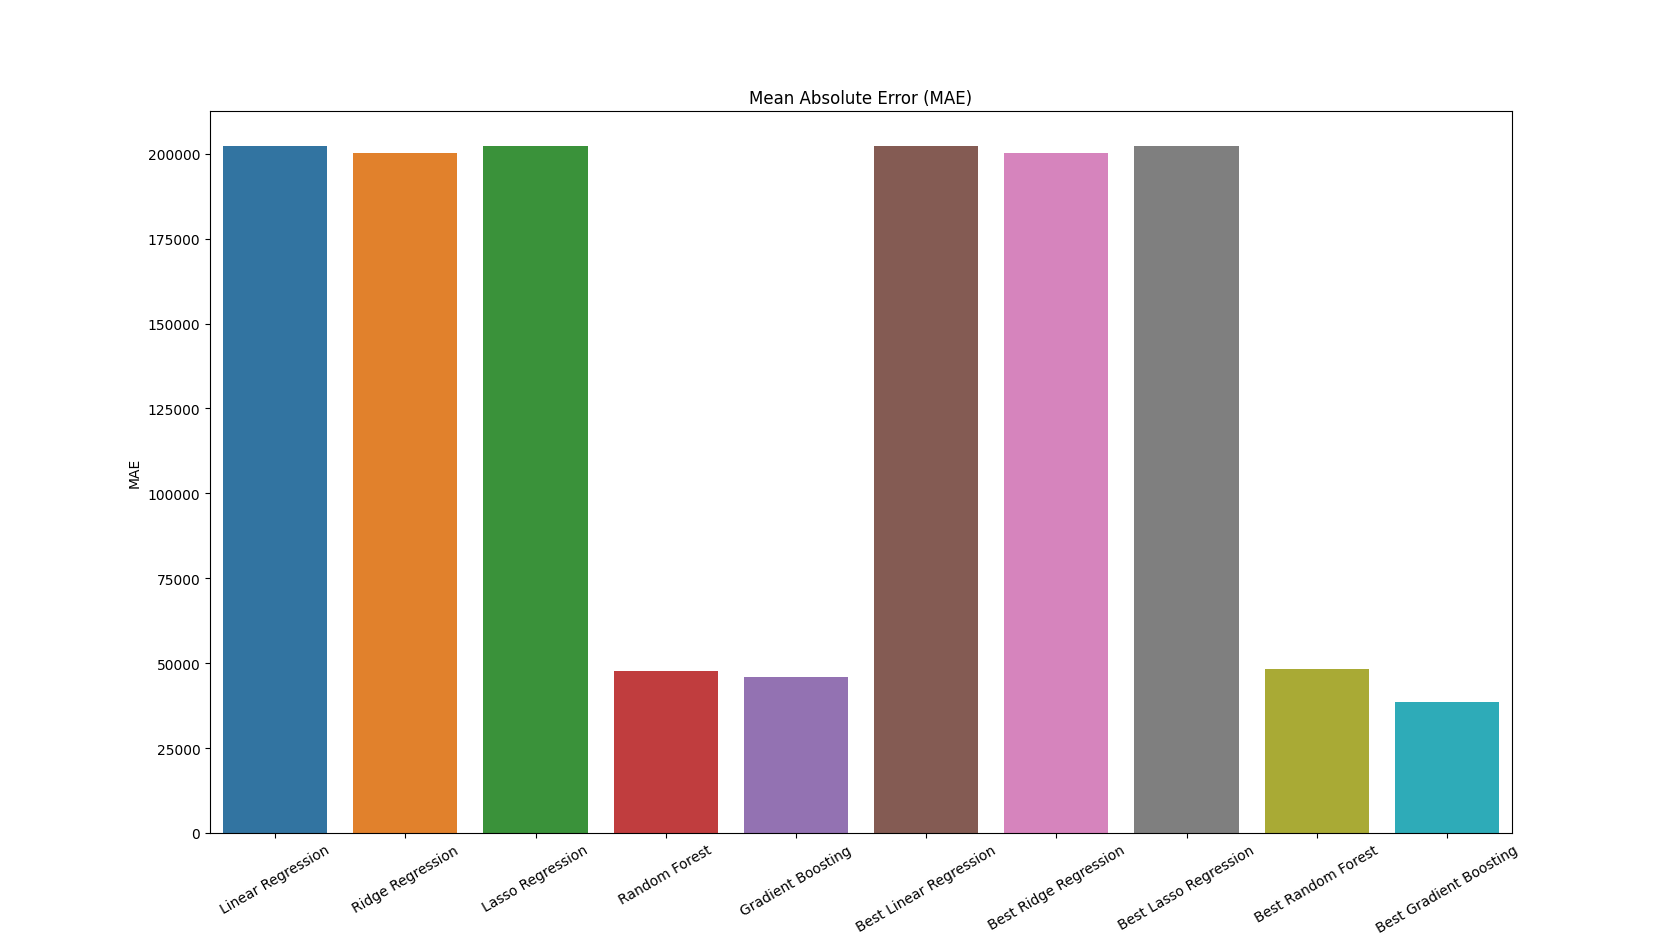 Mean Absolute Error (MAE)
MAE
200000
175000
150000
125000
100000
75000
50000
25000
0
Linear Regression
Ridge Regression
Lasso Regression
Random Forest
Gradient Boosting
Best Linear Regression
Best Ridge Regression
Best Lasso Regression
Best Random Forest
Best Gradient Boosting